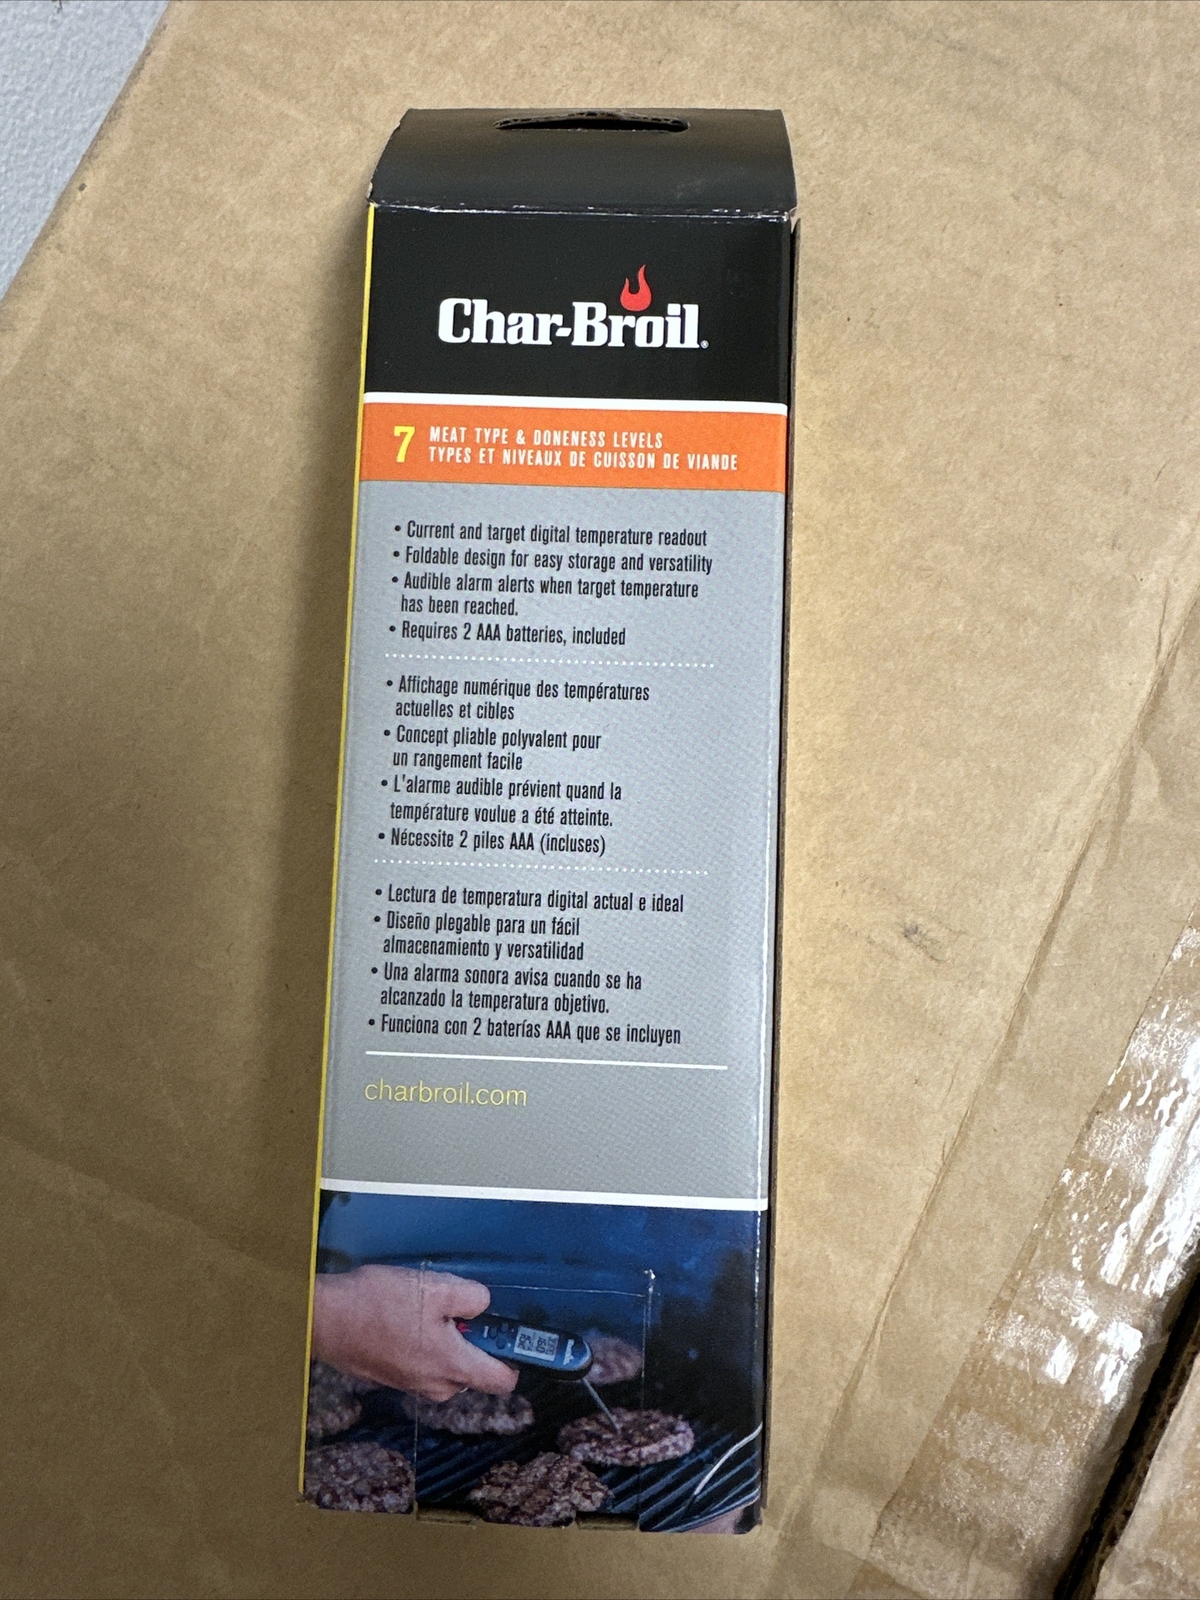 Char-Broil®
7 MEAT TYPE & DONENESS LEVELS
TYPES ET NIVEAUX DE CUISSON DE VIANDE
• Current and target digital temperature readout
• Foldable design for easy storage and versatility
• Audible alarm alerts when target temperature
has been reached.
• Requires 2 AAA batteries, included
• Affichage numérique des températures
actuelles et cibles
• Concept pliable polyvalent pour
un rangement facile
• L'alarme audible prévient quand la
température voulue a été atteinte.
• Nécessite 2 piles AAA (incluses)
• Lectura de temperatura digital actual e ideal
• Diseño plegable para un fácil
almacenamiento y versatilidad
• Una alarma sonora avisa cuando se ha
alcanzado la temperatura objetivo.
• Funciona con 2 baterías AAA que se incluyen
charbroil.com